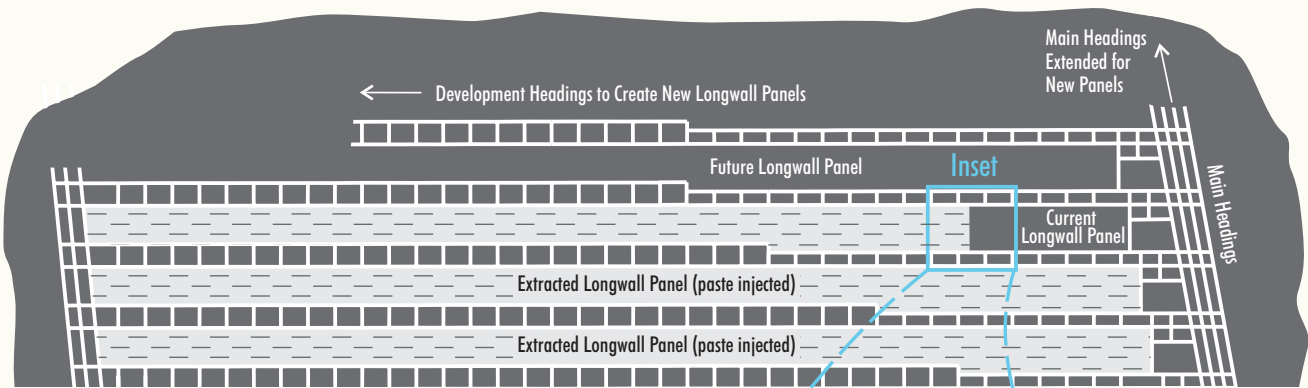 Main Headings
Extended for
New Panels
Development Headings to Create New Longwall Panels
Future Longwall Panel
Inset
Main Headings
Current
Longwall Panel
Extracted Longwall Panel (paste injected)
Extracted Longwall Panel (paste injected)